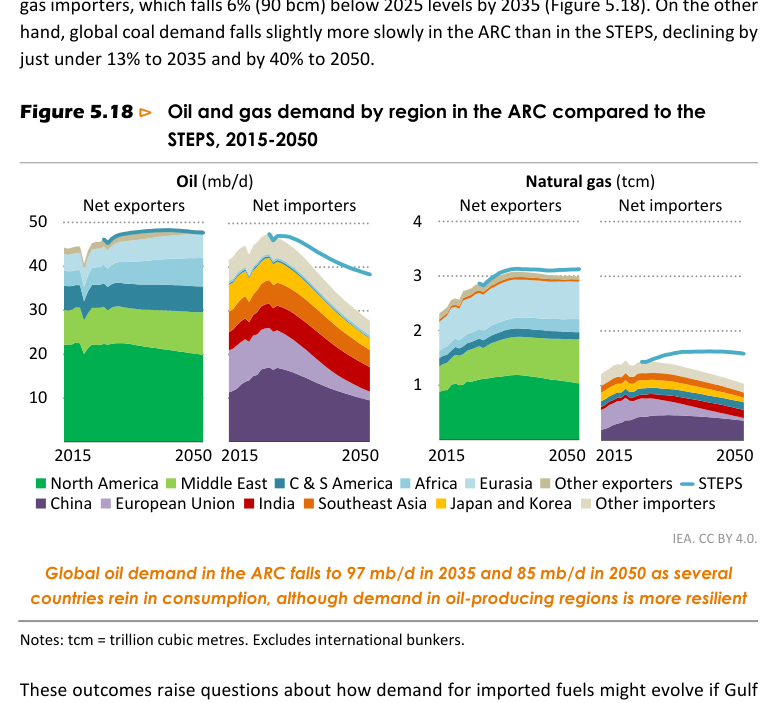 gas importers, which falls 6% (90 bcm) below 2025 levels by 2035 (Figure 5.18). On the other
hand, global coal demand falls slightly more slowly in the ARC than in the STEPS, declining by
just under 13% to 2035 and by 40% to 2050.
Figure 5.18 ▻ Oil and gas demand by region in the ARC compared to the
STEPS, 2015-2050
Oil (mb/d) Natural gas (tcm)
Net exporters Net importers Net exporters Net importers
50 4
40 3
30
20 2
10 1
2015 2050 2015 2050 2015 2050 2015 2050
North America Middle East C & S America Africa Eurasia Other exporters STEPS
China European Union India Southeast Asia Japan and Korea Other importers
IEA. CC BY 4.0.
Global oil demand in the ARC falls to 97 mb/d in 2035 and 85 mb/d in 2050 as several
countries rein in consumption, although demand in oil-producing regions is more resilient
Notes: tcm = trillion cubic metres. Excludes international bunkers.
These outcomes raise questions about how demand for imported fuels might evolve if Gulf